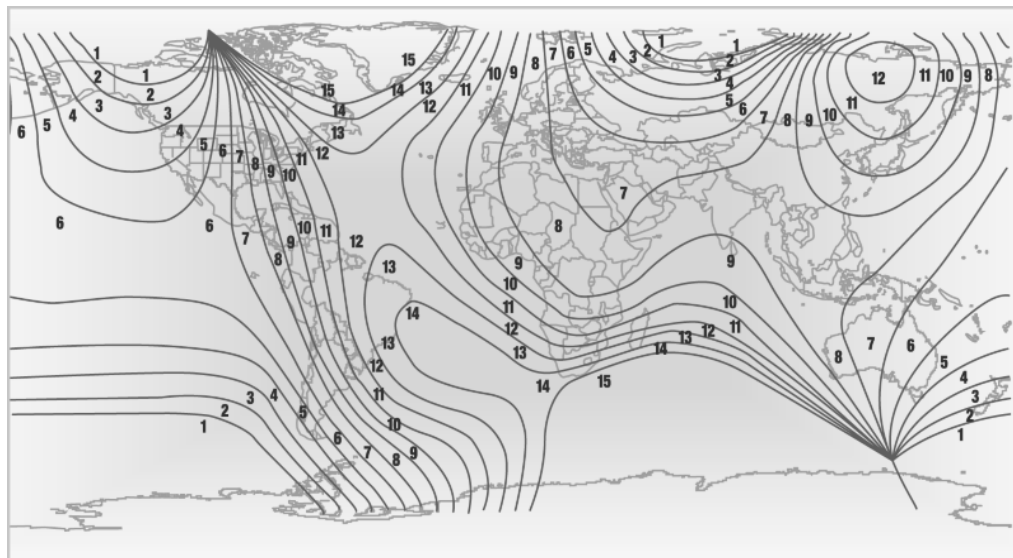 1 1
5 2
1 6 7 3 4 15
8 2
2 1 10 9 3 12 11 10 9 8
15 14 13 11 4
3 2 12 5 11
4 3 14 6 10
5 7 8 9
6 4 13
5 6 7 11 12
8 9 10
7
6 6 10 11 8
7 9 12
8 13 9 9
10
14 11 10
12 12 11
13 13 7 6
13 14 8 5
12 15 4
11 14
4 3 3
2 5 2
1 10 1
6
7 9
8